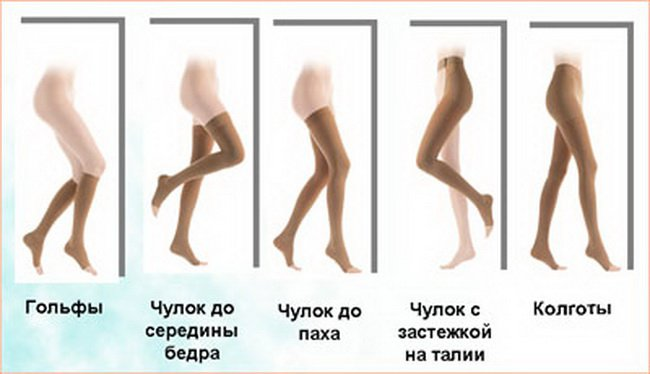 Гольфы
Чулок до
середины
бедра
Чулок до
паха
Чулок с
застежкой
на талии
Колготы